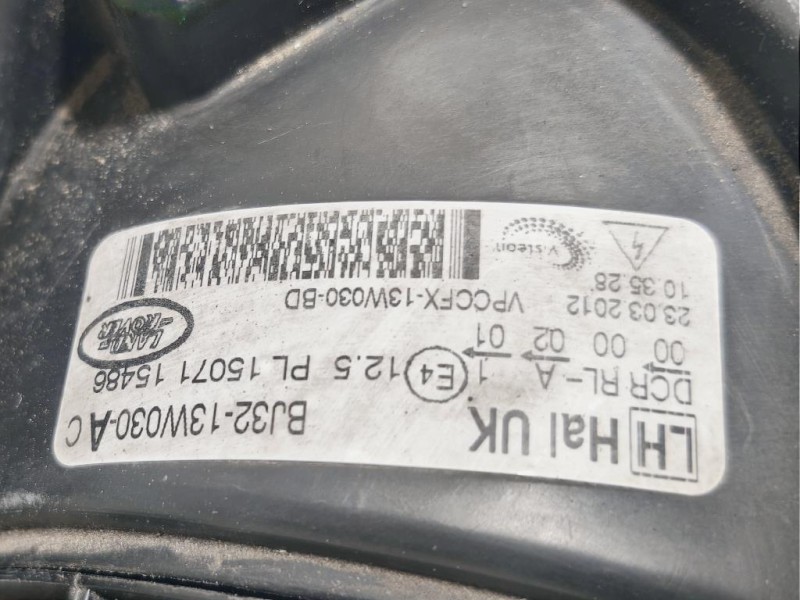 LH Hal UK BJ32-13W030-AC
DCR RL-A 1 E4 12.5 PL 15071 15486
00 00 02 01
LAND-
-ROVER
23.03.2012 VPCCFX-13W030-BD
10.35.28
Visteon